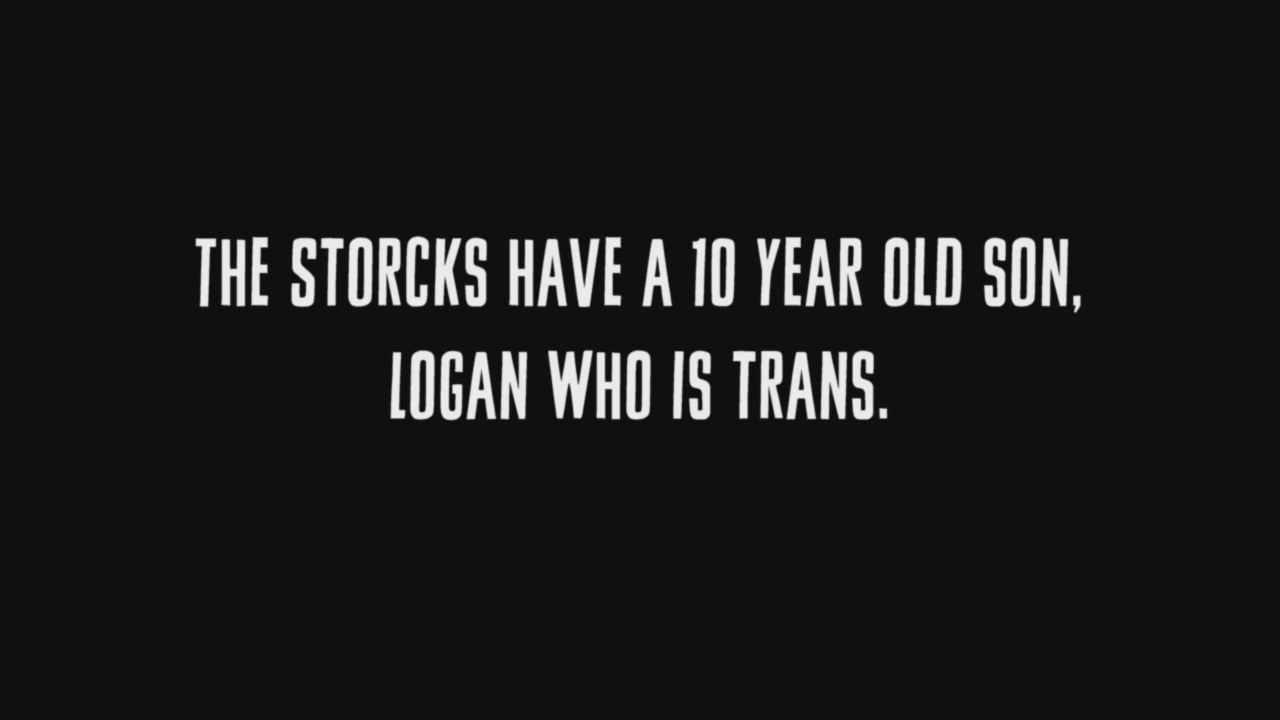 THE STORCKS HAVE A 10 YEAR OLD SON,
LOGAN WHO IS TRANS.